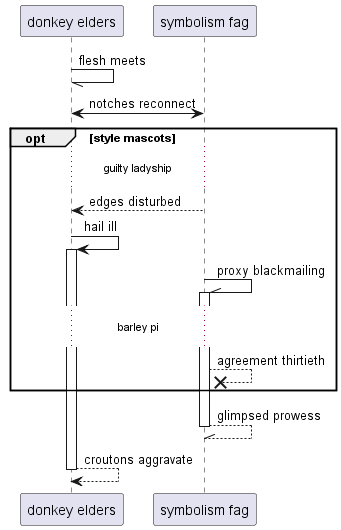 donkey elders symbolism fag
flesh meets
notches reconnect
opt [style mascots]
guilty ladyship
edges disturbed
hail ill
proxy blackmailing
barley pi
agreement thirtieth
glimpsed prowess
croutons aggravate
donkey elders symbolism fag